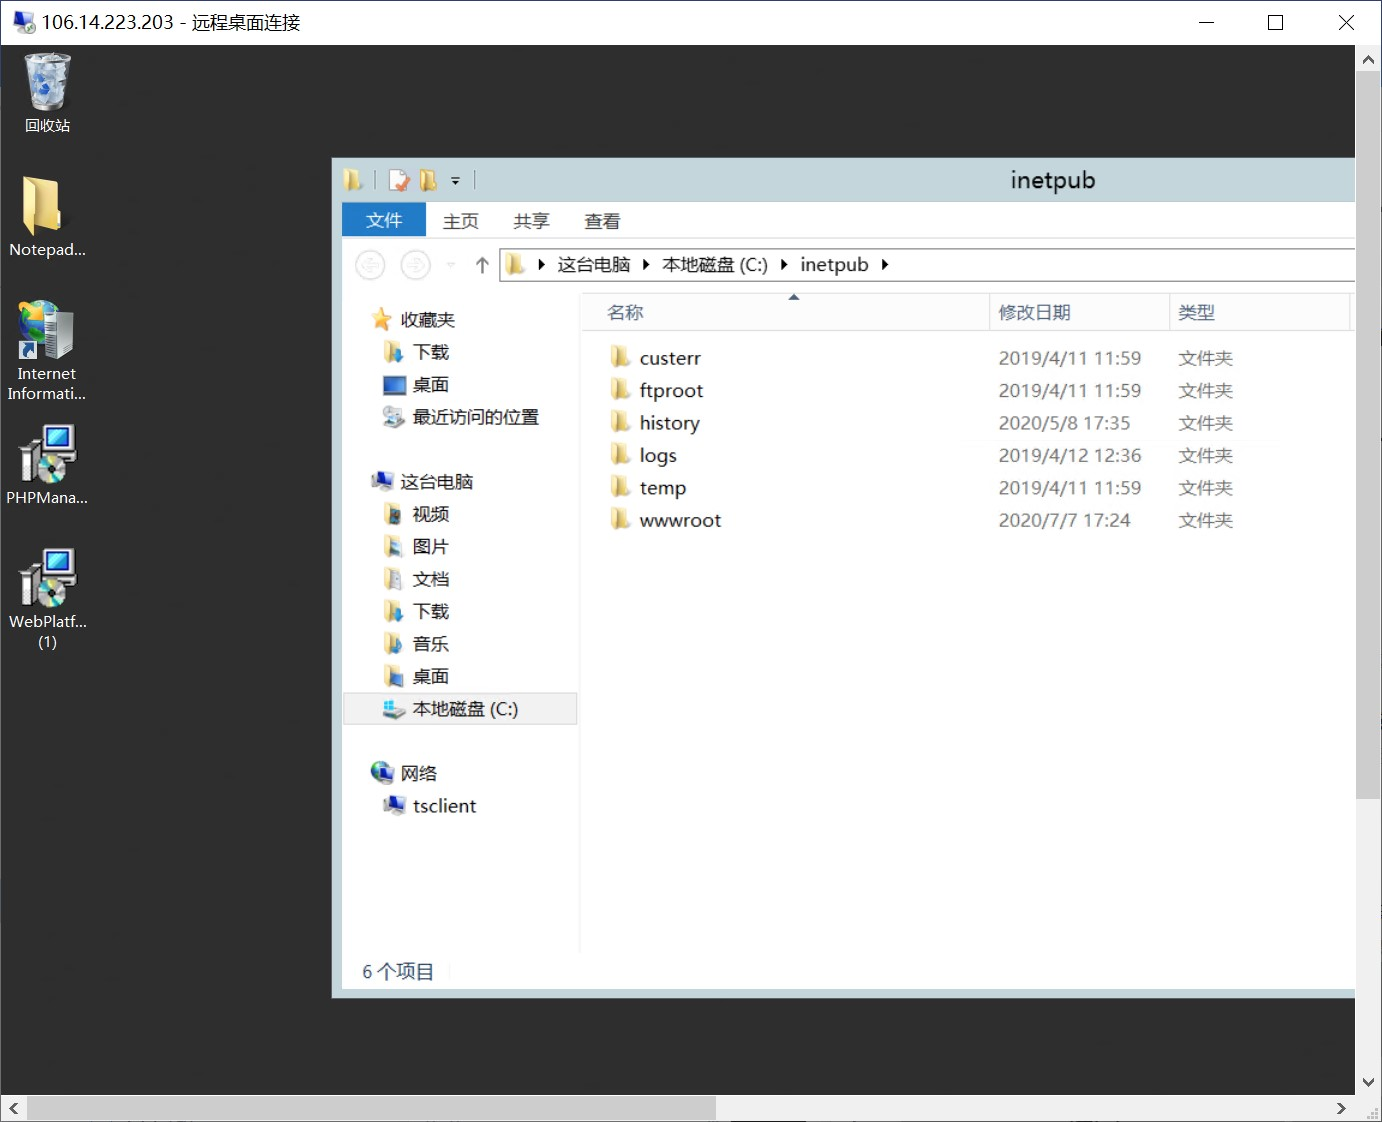 106.14.223.203 - 远程桌面连接
回收站
Notepad...
Internet
Informati...
PHPMana...
WebPlatf...
(1)
inetpub
文件 主页 共享 查看
这台电脑 本地磁盘 (C:) inetpub
名称 修改日期 类型
收藏夹
下载
桌面
最近访问的位置
这台电脑
视频
图片
文档
下载
音乐
桌面
本地磁盘 (C:)
网络
tsclient
custerr 2019/4/11 11:59 文件夹
ftproot 2019/4/11 11:59 文件夹
history 2020/5/8 17:35 文件夹
logs 2019/4/12 12:36 文件夹
temp 2019/4/11 11:59 文件夹
wwwroot 2020/7/7 17:24 文件夹
6 个项目